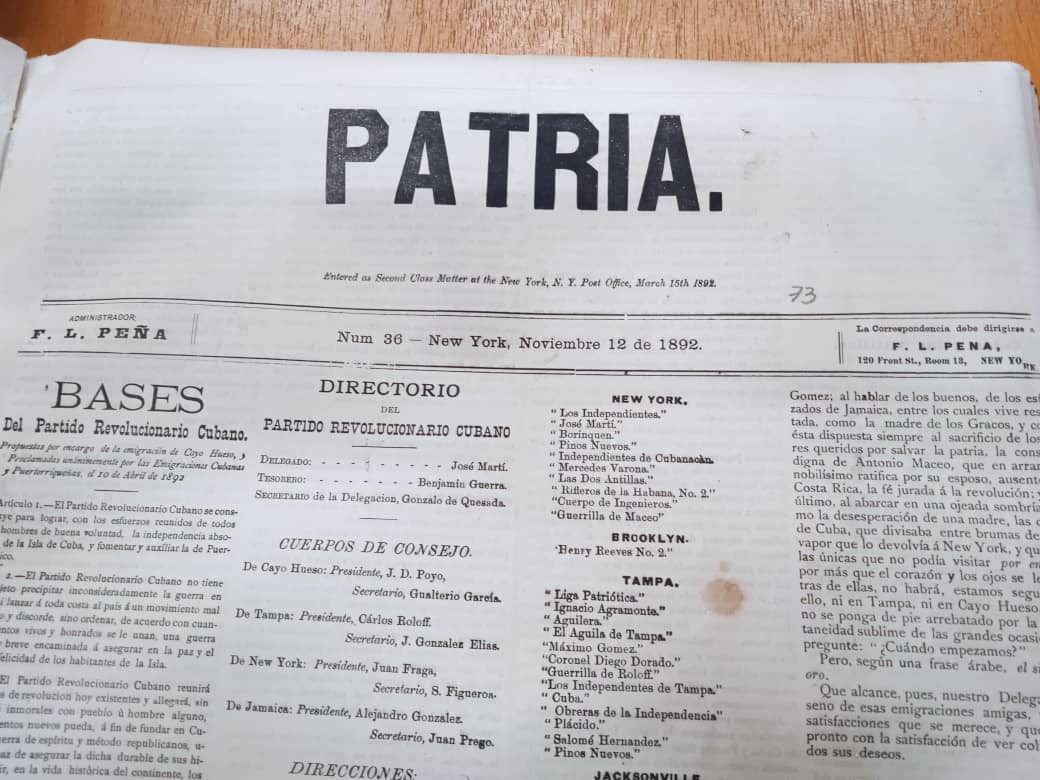 PATRIA.
Entered as Second Class Matter at the New York, N. Y. Post Office, March 15th 1892.
73
ADMINISTRADOR:
F. L. PEÑA
Num 36 — New York, Noviembre 12 de 1892.
La Correspondencia debe dirigirse a
F. L. PENA,
120 Front St., Room 13, NEW YORK
BASES
Del Partido Revolucionario Cubano.
Propuestas por encargo de la emigración de Cayo Hueso, y
Proclamadas unánimemente por las Emigraciones Cubanas
y Puertorriqueñas, el 10 de Abril de 1892
Artículo 1.—El Partido Revolucionario Cubano se cons-
uye para lograr, con los esfuerzos reunidos de todos
hombres de buena voluntad, la independencia abso-
de la Isla de Cuba, y fomentar y auxiliar la de Puer-
ico.
2.—El Partido Revolucionario Cubano no tiene
jeto precipitar inconsideradamente la guerra en
i lanzar á toda costa al país á un movimiento mal
y discorde, sino ordenar, de acuerdo con cuan-
entos vivos y honrados se le unan, una guerra
y breve encaminada á asegurar en la paz y el
elicidad de los habitantes de la Isla.
El Partido Revolucionario Cubano reunirá
s de revolucion hoy existentes y allegará, sin
inmorales con pueblo ù hombre alguno,
entos nuevos pueda, á fin de fundar en Cu-
erra de espíritu y método republicanos, u-
az de asegurar la dicha durable de sus hi-
ir, en la vida històrica del continente, los
DIRECTORIO
DEL
PARTIDO REVOLUCIONARIO CUBANO
DELEGADO: - - - - - - - - José Martí.
TESORERO: - - - - - - - Benjamin Guerra.
SECRETARIO de la Delegacion, Gonzalo de Quesada.
CUERPOS DE CONSEJO.
De Cayo Hueso: Presidente, J. D. Poyo,
Secretario, Gualterio García.
De Tampa: Presidente, Cárlos Roloff.
Secretario, J. Gonzalez Elias.
De New York: Presidente, Juan Fraga,
Secretario, S. Figueroa.
De Jamaica: Presidente, Alejandro Gonzalez.
Secretario, Juan Prego.
DIRECCIONES:
NEW YORK.
" Los Independientes."
" José Martí."
" Borinquen."
" Pinos Nuevos."
" Independientes de Cubanacán.
" Mercedes Varona."
" Las Dos Antillas."
" Rifleros de la Habana, No. 2."
"Cuerpo de Ingenieros."
"Guerrilla de Maceo"
BROOKLYN.
'Henry Reeves No. 2."
TAMPA.
" Liga Patriótica."
" Ignacio Agramonte."
" Aguilera."
" El Aguila de Tampa."
"Máximo Gomez."
"Coronel Diego Dorado."
"Guerrilla de Roloff."
"Los Independientes de Tampa."
" Cuba."
" Obreras de la Independencia"
" Plácido."
" Salomé Hernandez."
" Pinos Nuevos."
JACKSONVILLE
Gomez; al hablar de los buenos, de los
zados de Jamaica, entre los cuales vive
tada, como la madre de los Gracos, y
ésta dispuesta siempre al sacrificio de los
res queridos por salvar la patria, la
digna de Antonio Maceo, que en
nobilísimo ratifica por su esposo,
Costa Rica, la fé jurada á la revolución;
último, al abarcar en una ojeada
mo la desesperación de una madre, las
de Cuba, que divisaba entre brumas
vapor que lo devolvía á New York, y
las únicas que no podía visitar por
por más que el corazón y los ojos se
tras de ellas, no habrá, estamos
ello, ni en Tampa, ni en Cayo Hueso
no se ponga de pie arrebatado por la
taneidad sublime de las grandes
pregunte: " ¿Cuándo empezamos?"
Pero, según una frase árabe, el
oro.
Que alcance, pues, nuestro
seno de esas emigraciones amigas,
satisfacciones que se merece, y
pronto con la satisfacción de ver
dos sus deseos.